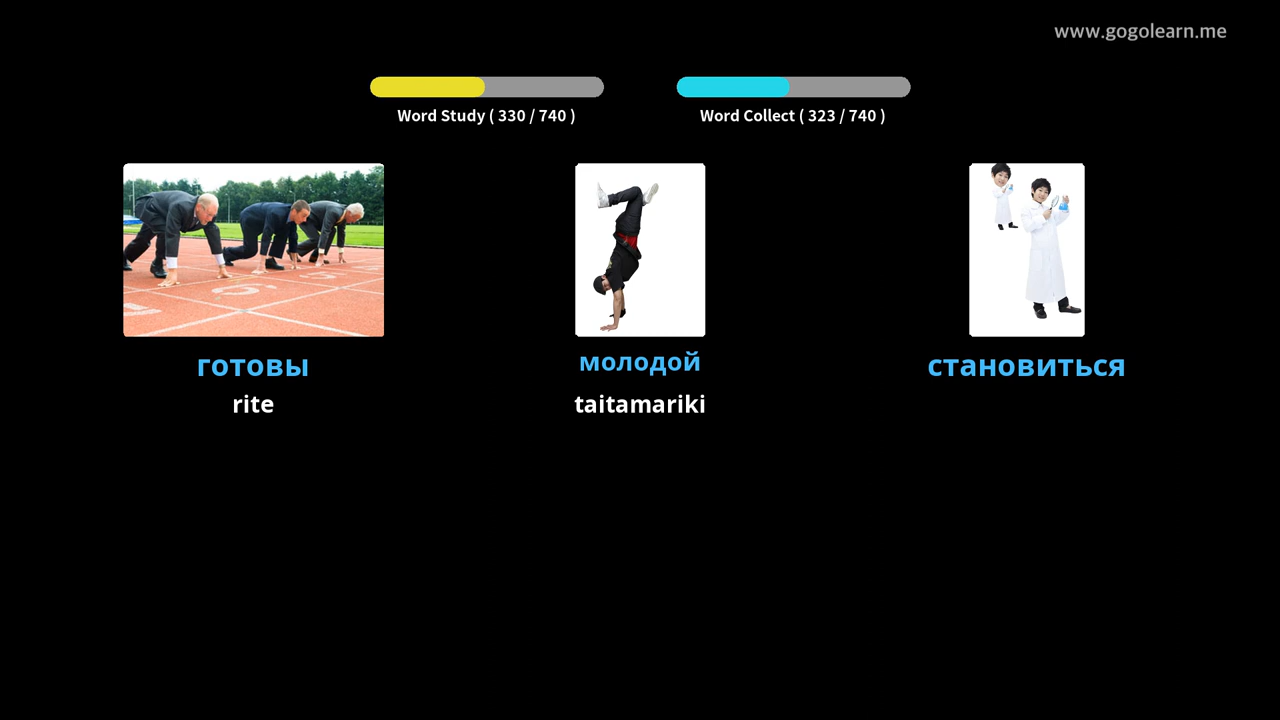 www.gogolearn.me
Word Study ( 330 / 740 )
Word Collect ( 323 / 740 )
готовы
молодой
становиться
rite
taitamariki